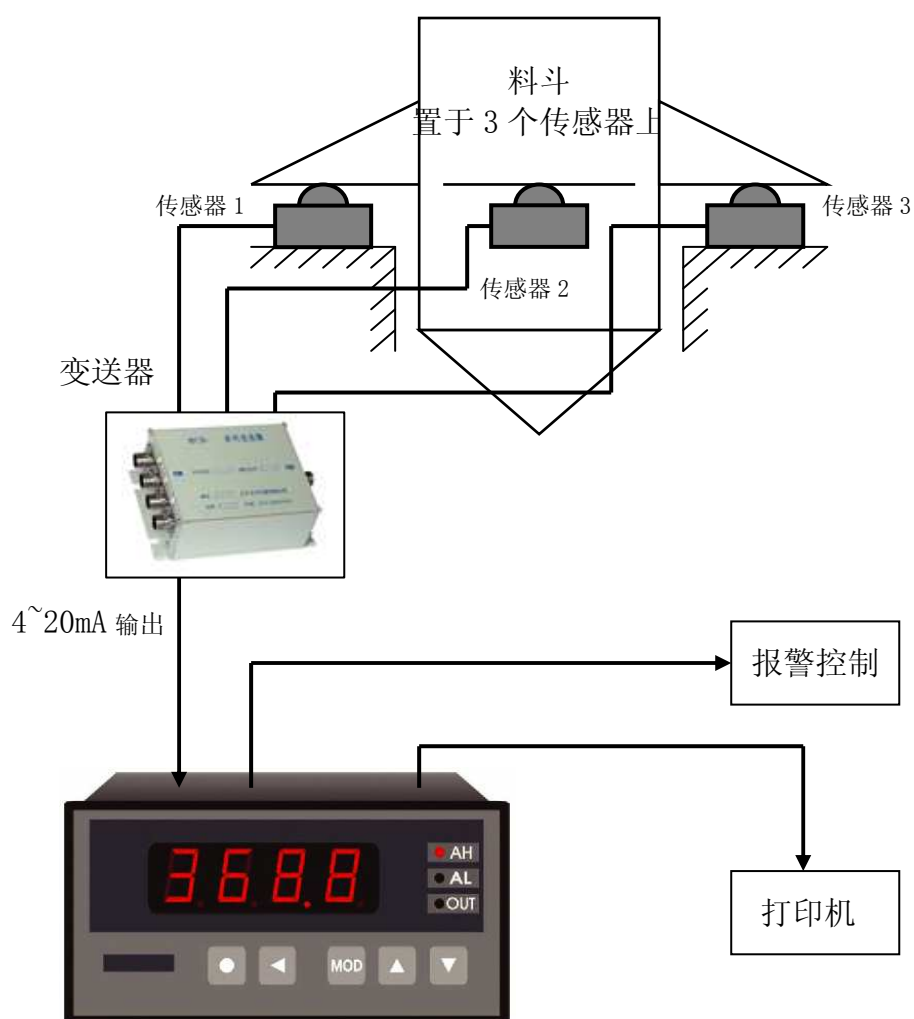 料斗
置于 3 个传感器上
传感器 1
传感器 3
传感器 2
变送器
4~20mA 输出
报警控制
368.8
AH
AL
OUT
打印机
MOD